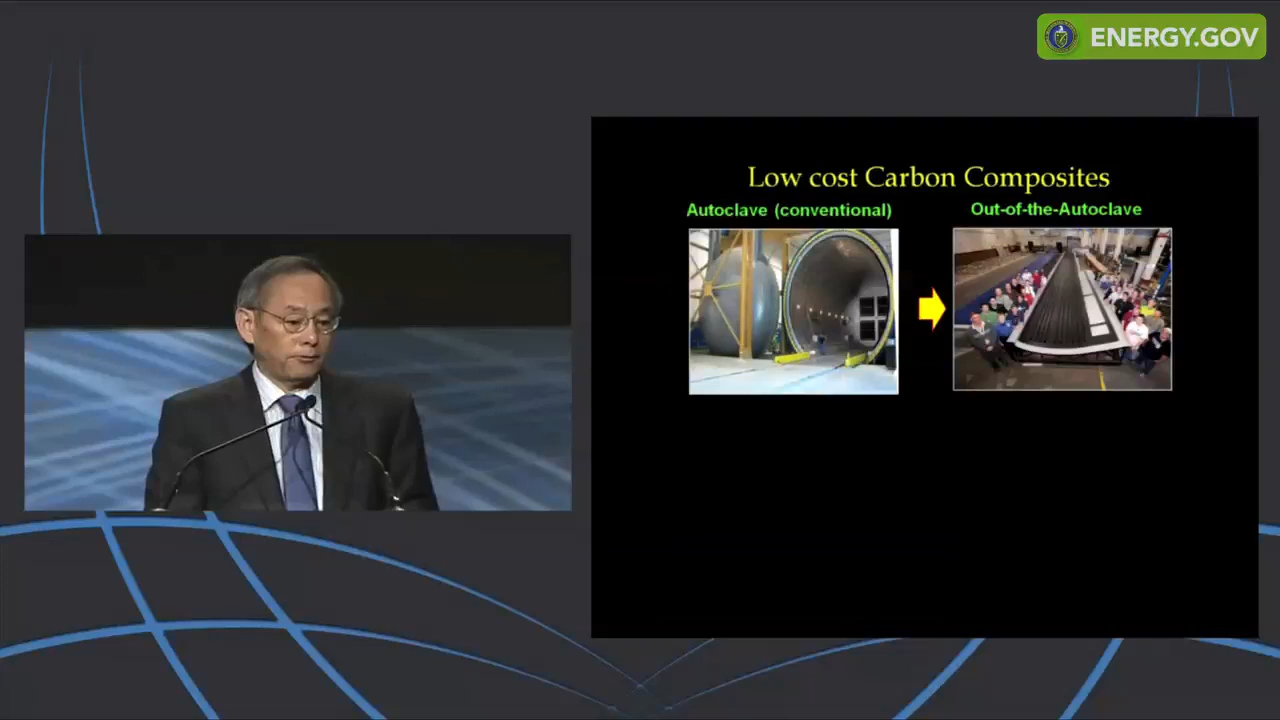 ENERGY.GOV
Low cost Carbon Composites
Autoclave (conventional)
Out-of-the-Autoclave